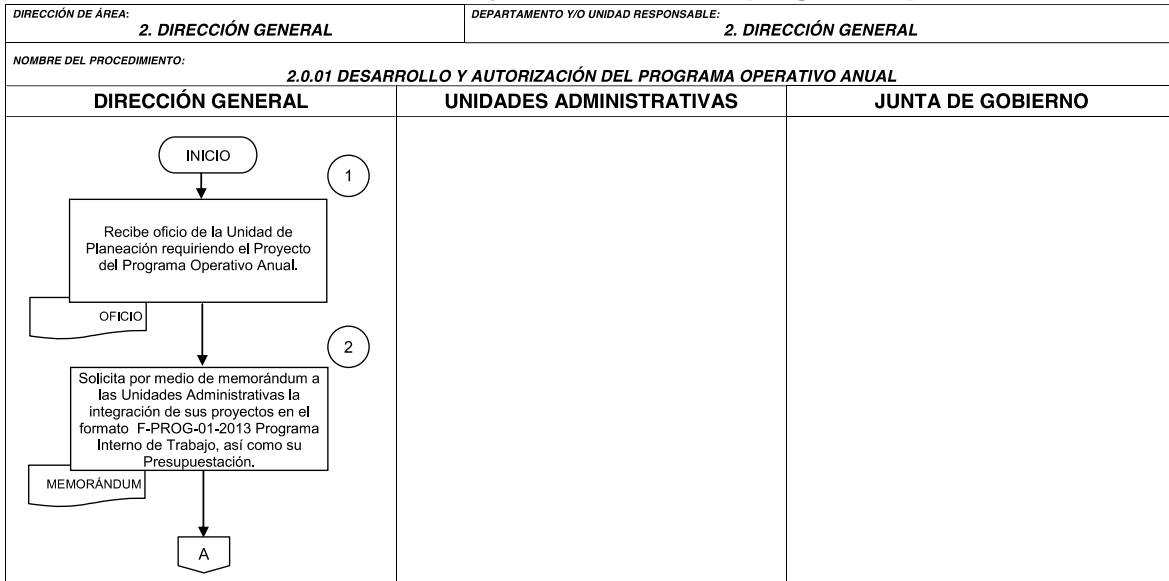 DIRECCIÓN DE ÁREA:
2. DIRECCIÓN GENERAL
DEPARTAMENTO Y/O UNIDAD RESPONSABLE:
2. DIRECCIÓN GENERAL
NOMBRE DEL PROCEDIMIENTO:
2.0.01 DESARROLLO Y AUTORIZACIÓN DEL PROGRAMA OPERATIVO ANUAL
DIRECCIÓN GENERAL
UNIDADES ADMINISTRATIVAS
JUNTA DE GOBIERNO
INICIO
1
Recibe oficio de la Unidad de
Planeación requiriendo el Proyecto
del Programa Operativo Anual.
OFICIO
2
Solicita por medio de memorándum a
las Unidades Administrativas la
integración de sus proyectos en el
formato F-PROG-01-2013 Programa
Interno de Trabajo, así como su
Presupuestación.
MEMORÁNDUM
A